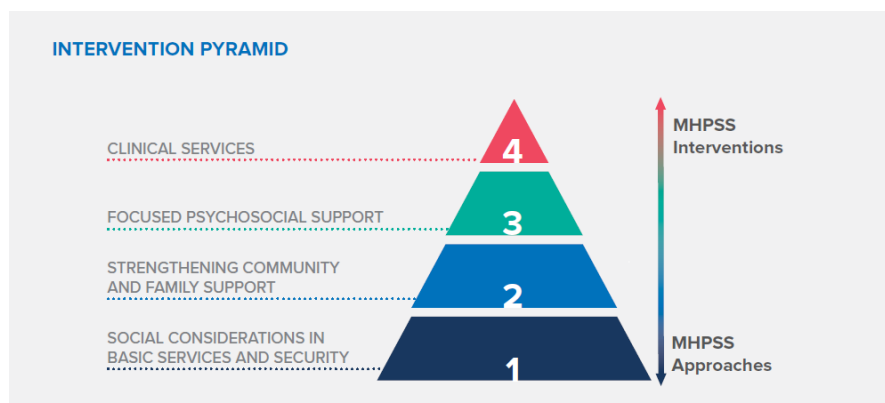 INTERVENTION PYRAMID
CLINICAL SERVICES
4
MHPSS
Interventions
FOCUSED PSYCHOSOCIAL SUPPORT
3
STRENGTHENING COMMUNITY
AND FAMILY SUPPORT
2
SOCIAL CONSIDERATIONS IN
BASIC SERVICES AND SECURITY
1
MHPSS
Approaches